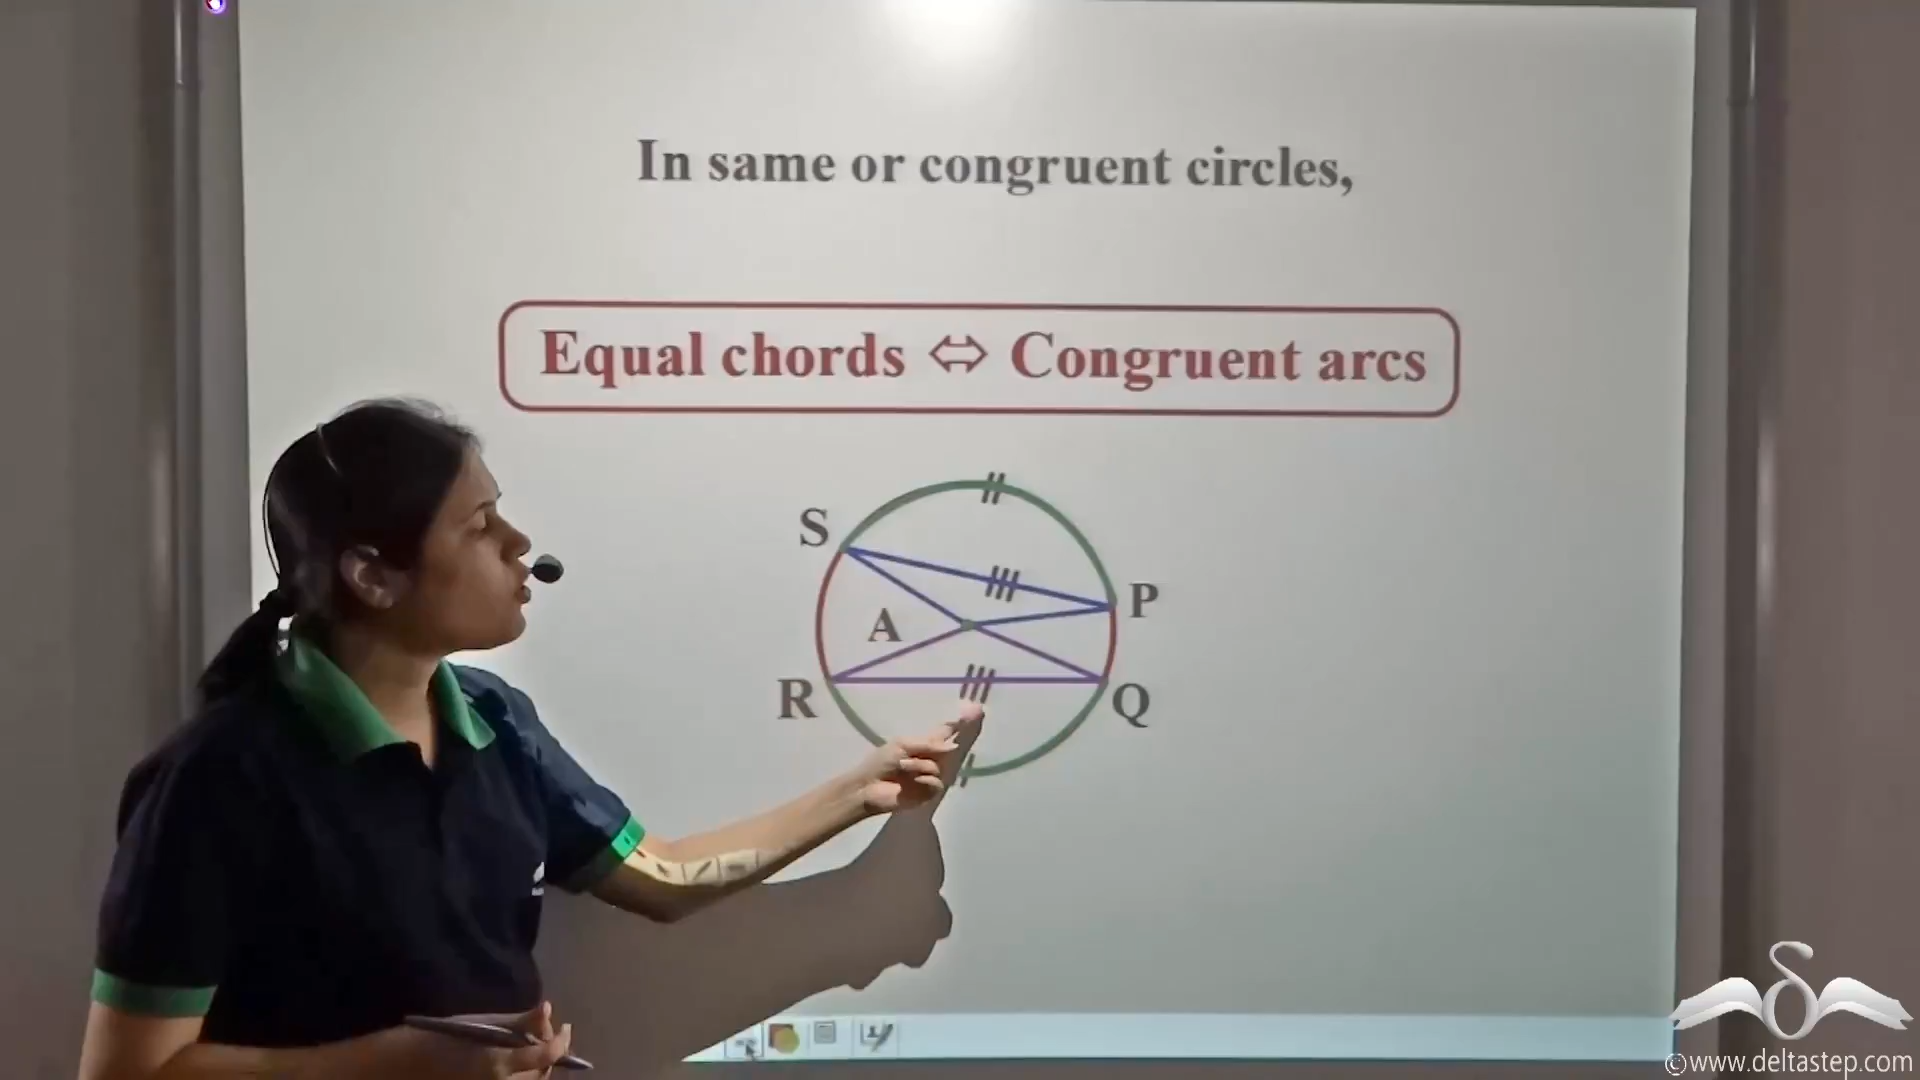 In same or congruent circles,
Equal chords ⇔ Congruent arcs
S
P
A
R
Q
©www.deltastep.com